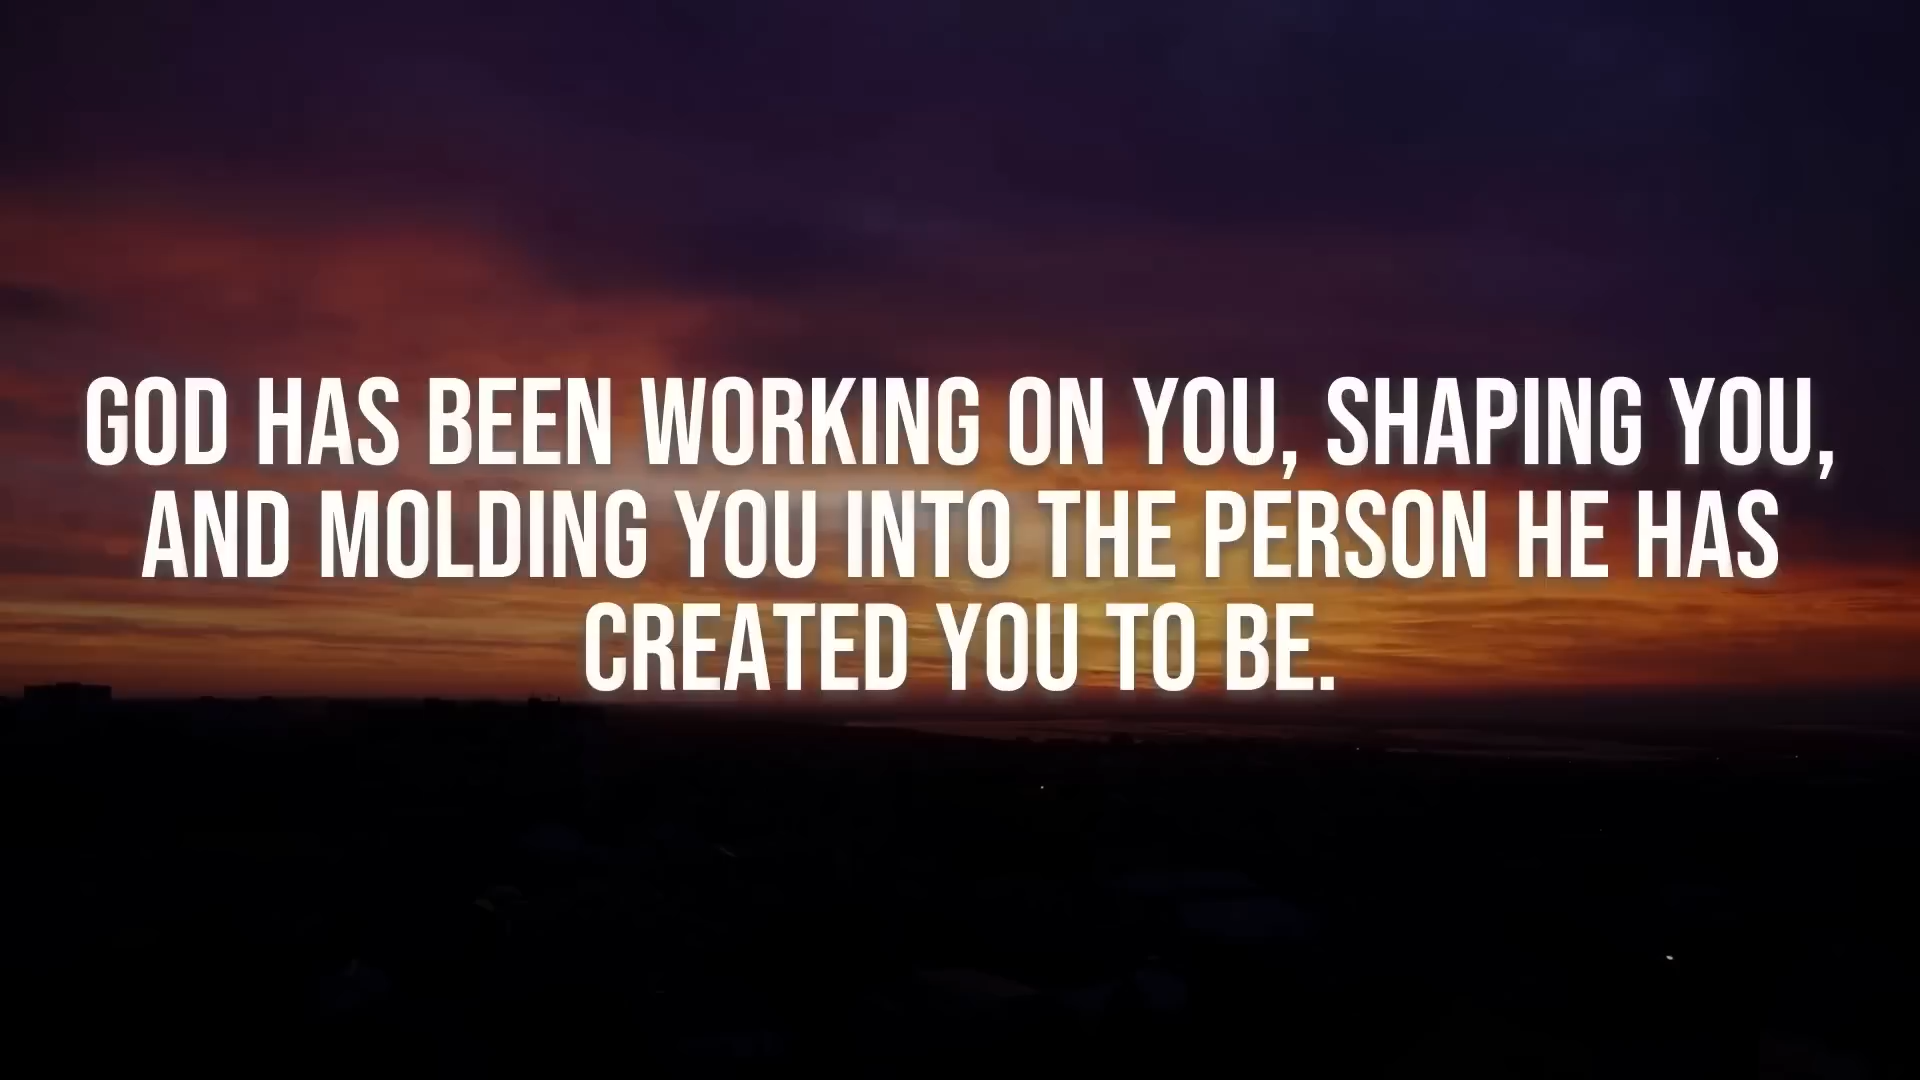 GOD HAS BEEN WORKING ON YOU, SHAPING YOU,
AND MOLDING YOU INTO THE PERSON HE HAS
CREATED YOU TO BE.